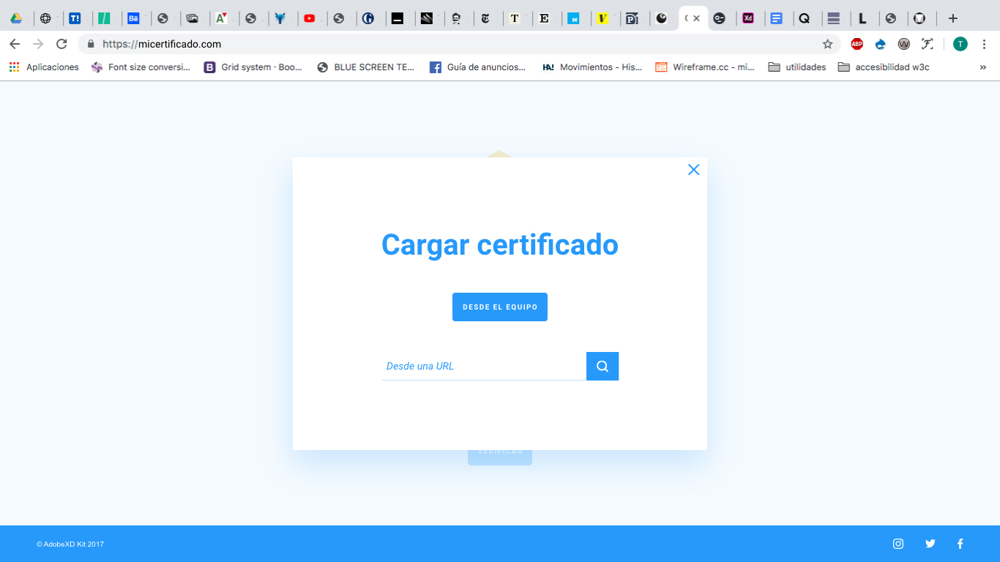 https://micertificado.com
T
Aplicaciones Font size conversi... Grid system · Boo... BLUE SCREEN TE... Guía de anuncios... HA! Movimientos - His... Wireframe.cc - mi... utilidades accesibilidad w3c »
Cargar certificado
DESDE EL EQUIPO
Desde una URL
VERIFICAR
© AdobeXD Kit 2017